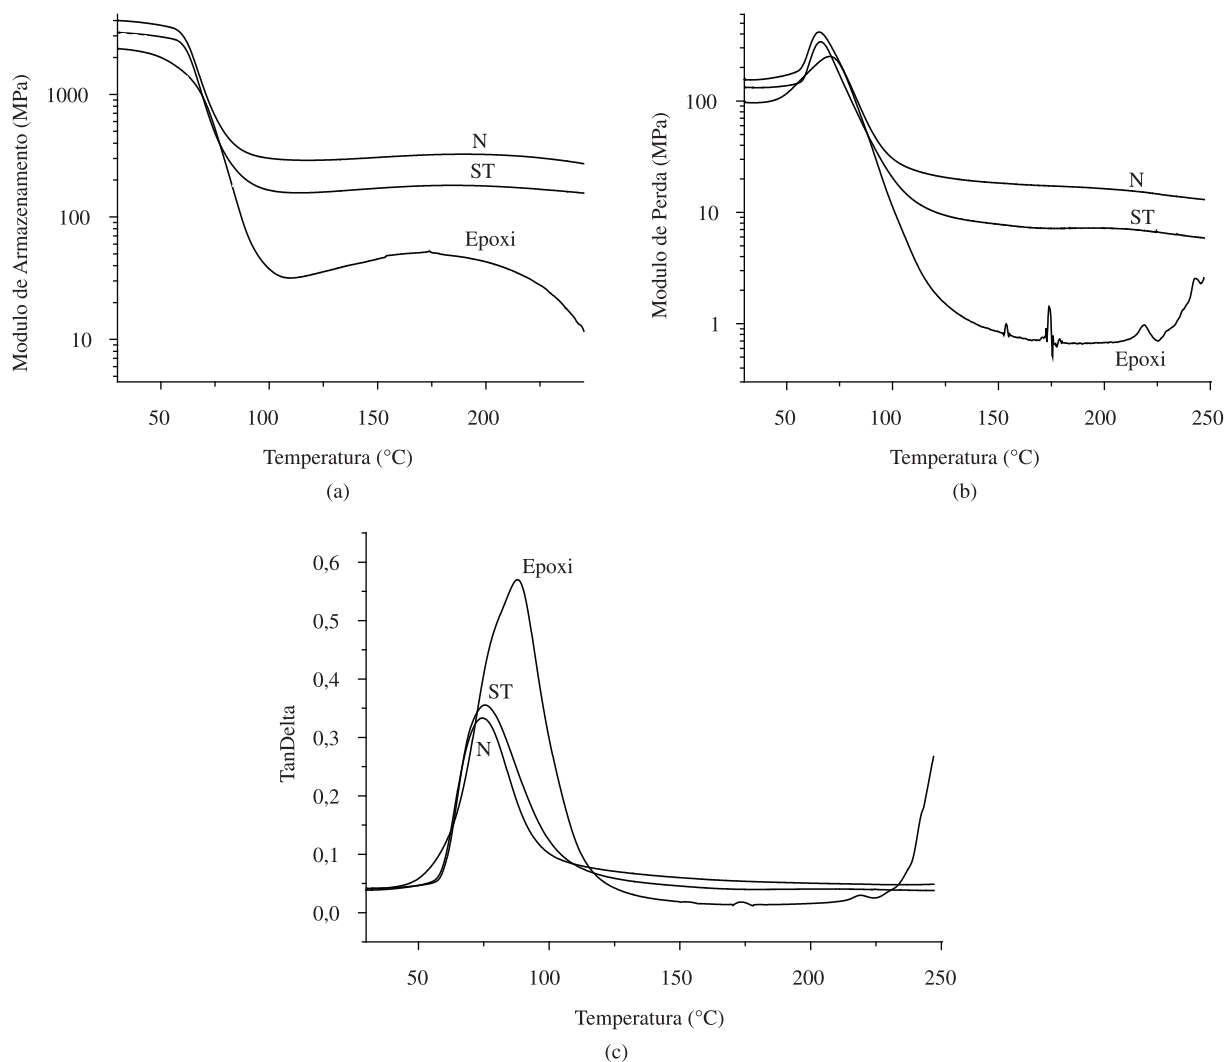 Modulo de Armazenamento (MPa)
1000
100
10
N
ST
Epoxi
50 100 150 200
Temperatura (°C)
(a)
Modulo de Perda (MPa)
100
10
1
N
ST
Epoxi
50 100 150 200 250
Temperatura (°C)
(b)
TanDelta
0,6
0,5
0,4
0,3
0,2
0,1
0,0
Epoxi
ST
N
50 100 150 200 250
Temperatura (°C)
(c)